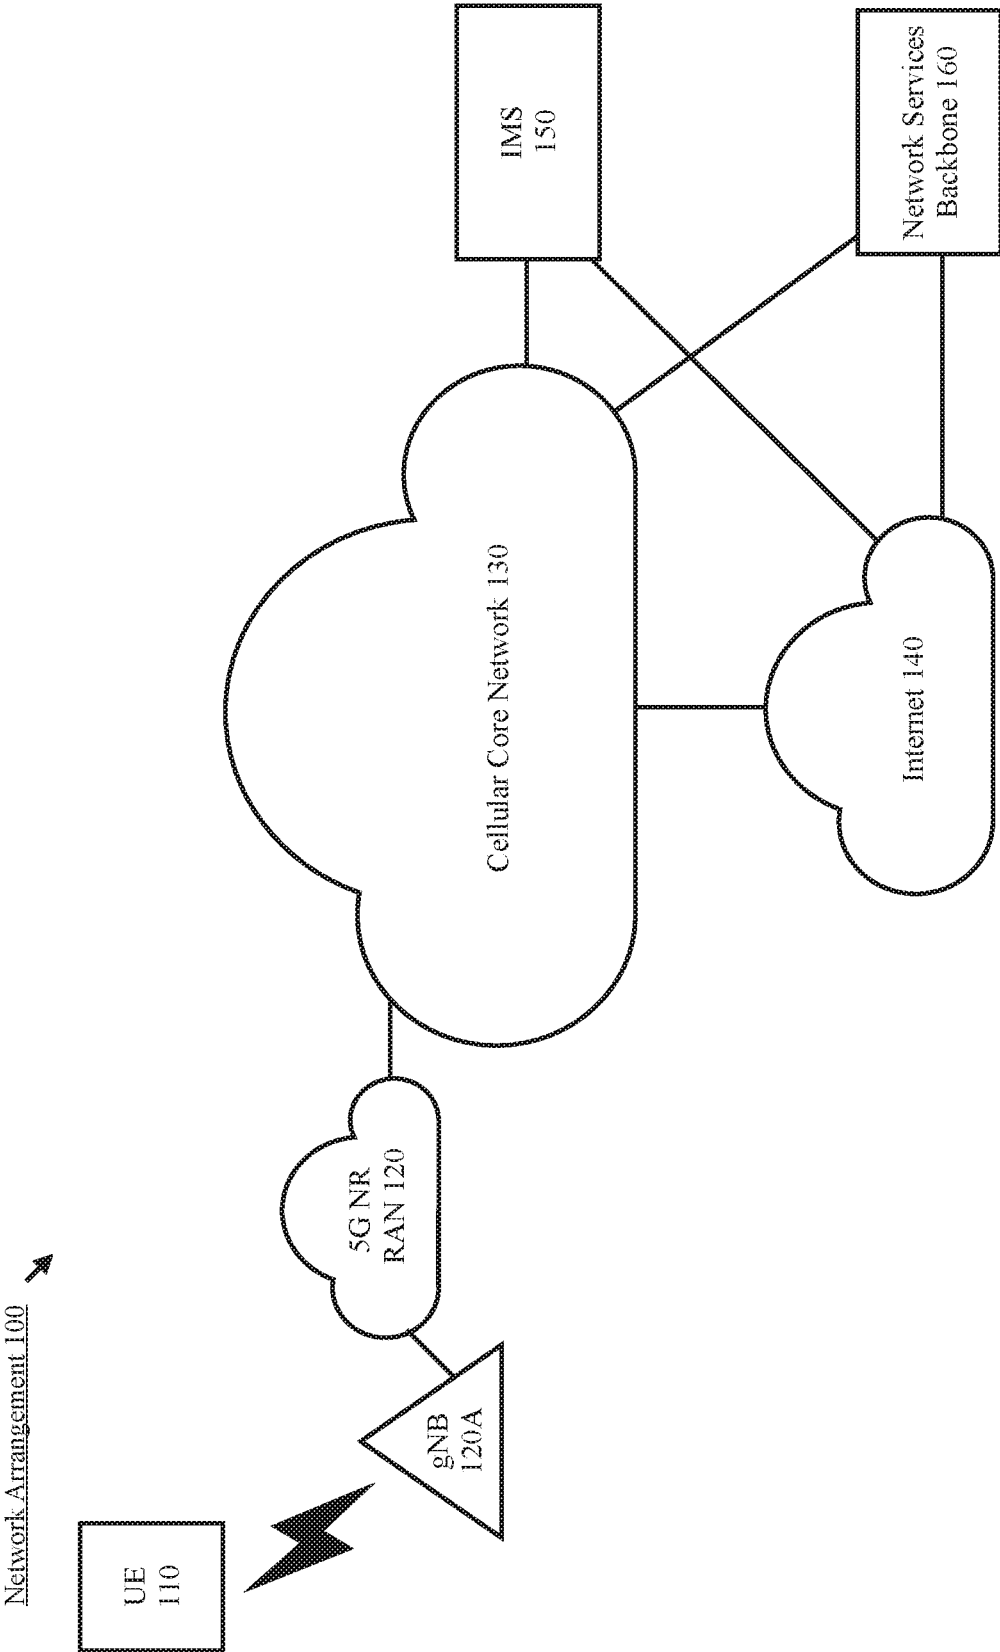 Network Arrangement 100
UE
110
gNB
120A
5G NR
RAN 120
Cellular Core Network 130
IMS
150
Internet 140
Network Services
Backbone 160